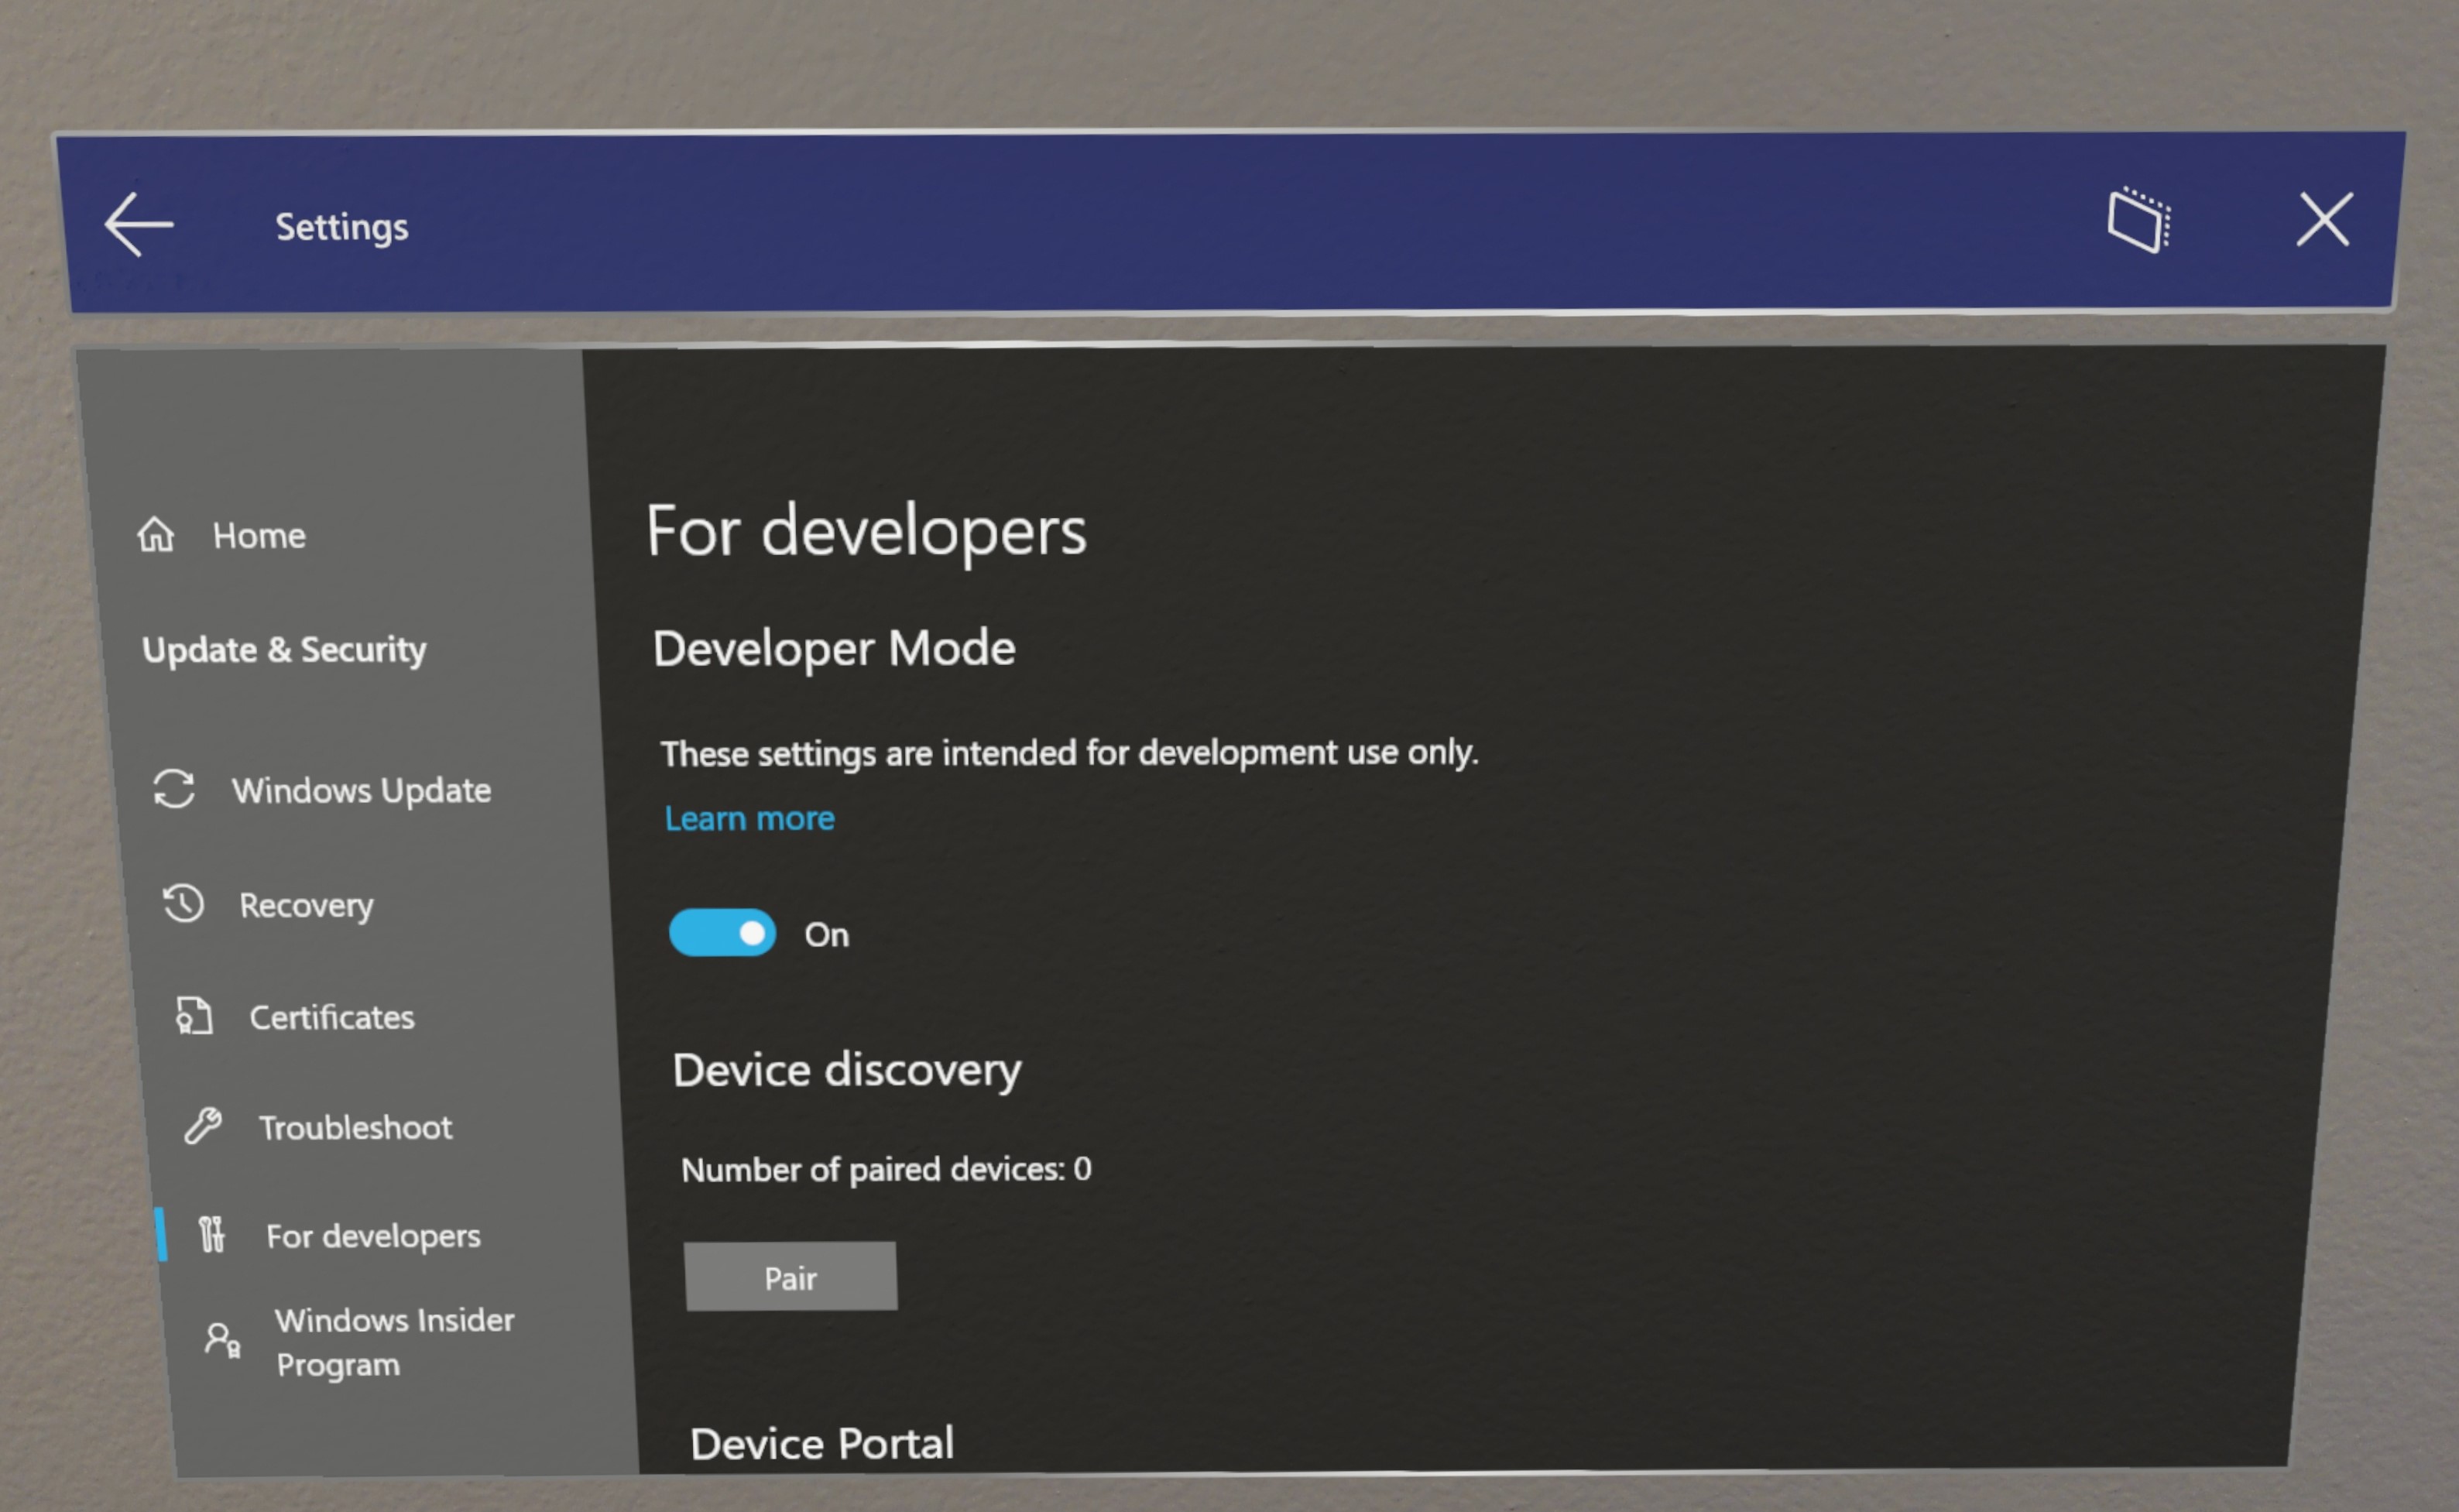 Settings
Home
Update & Security
Windows Update
Recovery
Certificates
Troubleshoot
For developers
Windows Insider
Program
For developers
Developer Mode
These settings are intended for development use only.
Learn more
On
Device discovery
Number of paired devices: 0
Pair
Device Portal